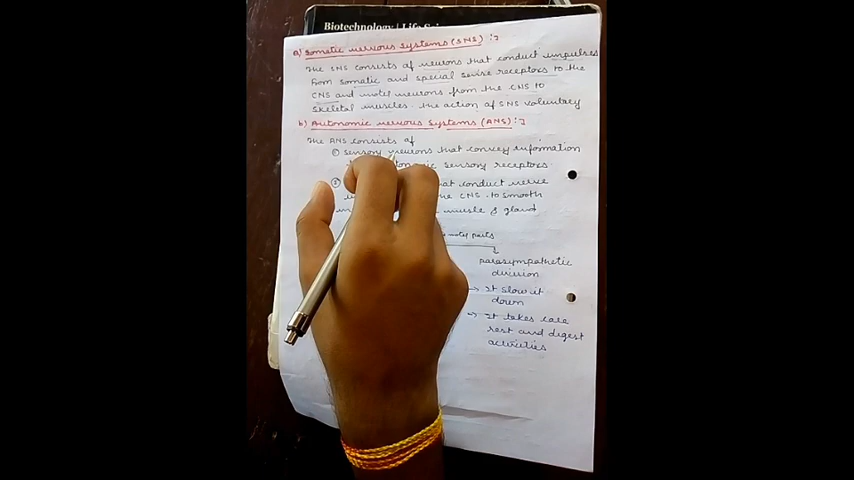 Biotechnology | Life Sci
a) Somatic nervous systems (SNS) :-
The SNS consists of neurons that conduct impulses
from somatic and special sense receptors to the
CNS and motor neurons from the CNS to
skeletal muscles. the action of SNS voluntary
b) Autonomic nervous systems (ANS) :-
The ANS consists of
① sensory neurons that convey information
sensory receptors.
② that conduct nerve
the CNS. to smooth
muscle & gland
parts
parasympathetic
division
→ It slow it
down
→ It takes care
rest and digest
activities